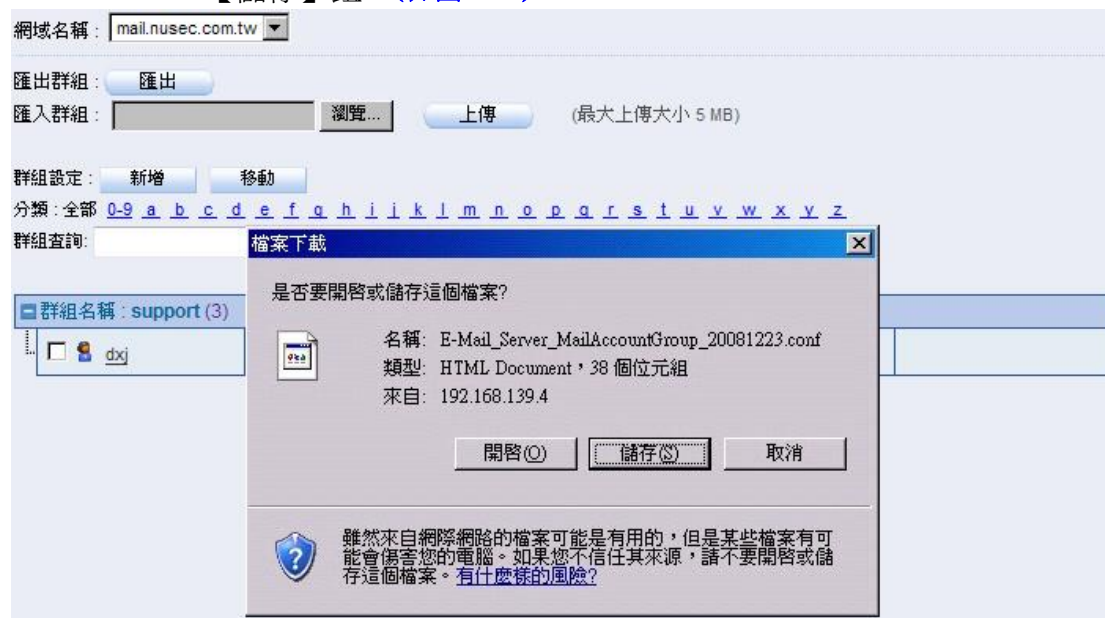 網域名稱 : mail.nusec.com.tw
匯出群組 : 匯出
匯入群組 : 瀏覽... 上傳 (最大上傳大小 5 MB)
群組設定 : 新增 移動
分類 : 全部 0-9 a b c d e f g h i j k l m n o p q r s t u v w x y z
群組查詢:
檔案下載
是否要開啓或儲存這個檔案?
群組名稱 : support (3)
dxj
名稱: E-Mail_Server_MailAccountGroup_20081223.conf
類型: HTML Document，38 個位元組
來自: 192.168.139.4
開啓(O) 儲存(S) 取消
雖然來自網際網路的檔案可能是有用的，但是某些檔案有可
能會傷害您的電腦。如果您不信任其來源，請不要開啓或儲
存這個檔案。有什麼樣的風險?